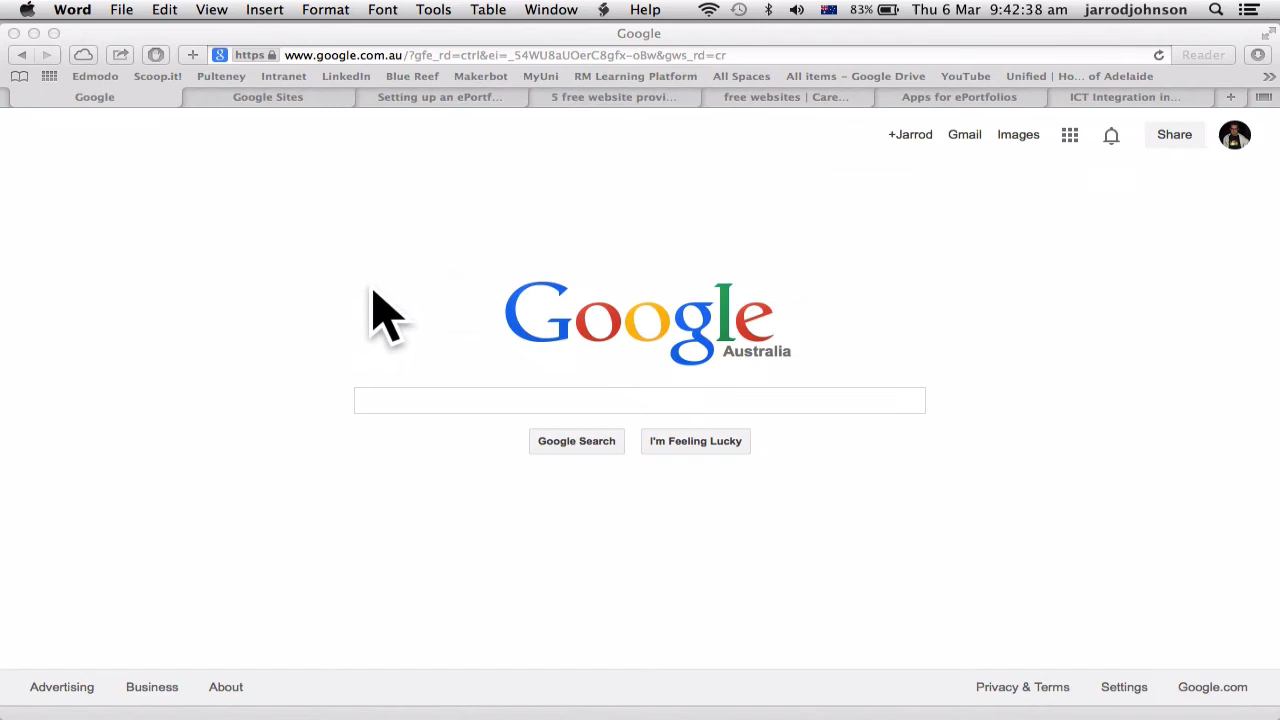 Word File Edit View Insert Format Font Tools Table Window Help 83% Thu 6 Mar 9:42:38 am jarrodjohnson
Google
https www.google.com.au/?gfe_rd=ctrl&ei=_54WU8aUOerC8gfx-oBw&gws_rd=cr Reader
Edmodo Scoop.it! Pulteney Intranet LinkedIn Blue Reef Makerbot MyUni RM Learning Platform All Spaces All items – Google Drive YouTube Unified | Ho... of Adelaide
Google Google Sites Setting up an ePortf... 5 free website provi... free websites | Care... Apps for ePortfolios ICT Integration in...
+Jarrod Gmail Images Share
Google
Australia
Google Search I'm Feeling Lucky
Advertising Business About Privacy & Terms Settings Google.com